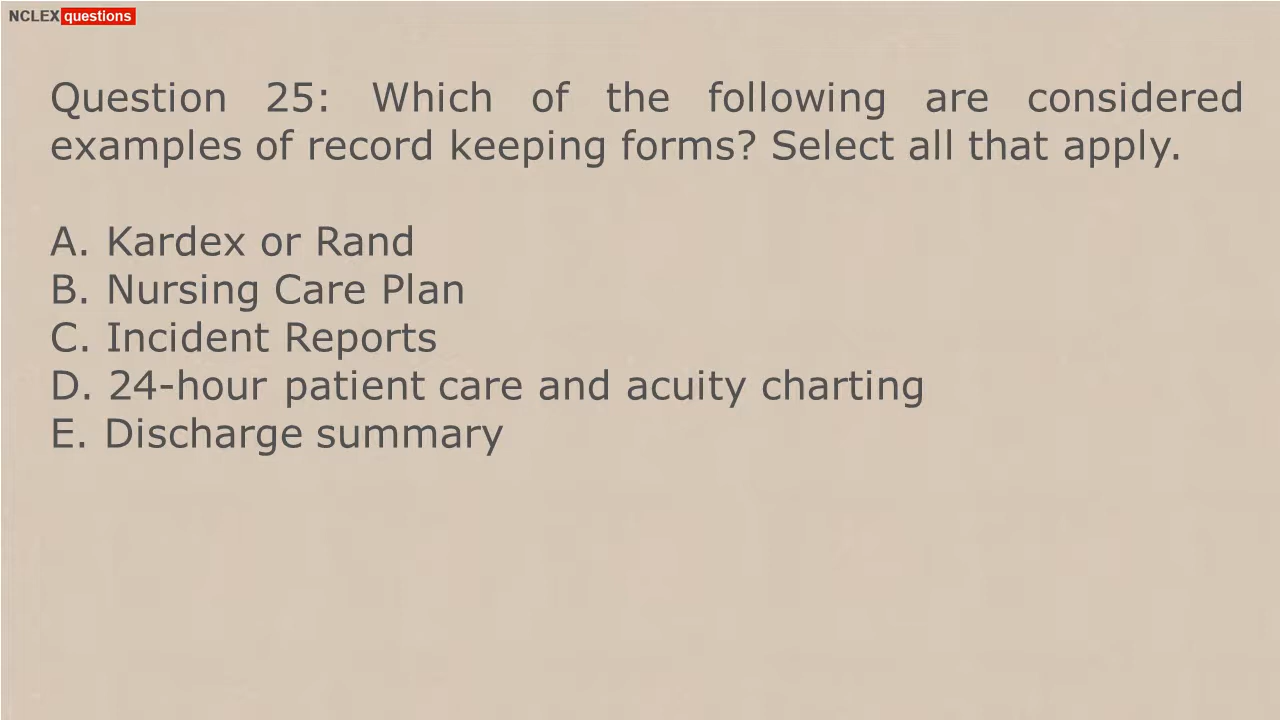 NCLEX questions
Question 25: Which of the following are considered
examples of record keeping forms? Select all that apply.
A. Kardex or Rand
B. Nursing Care Plan
C. Incident Reports
D. 24-hour patient care and acuity charting
E. Discharge summary